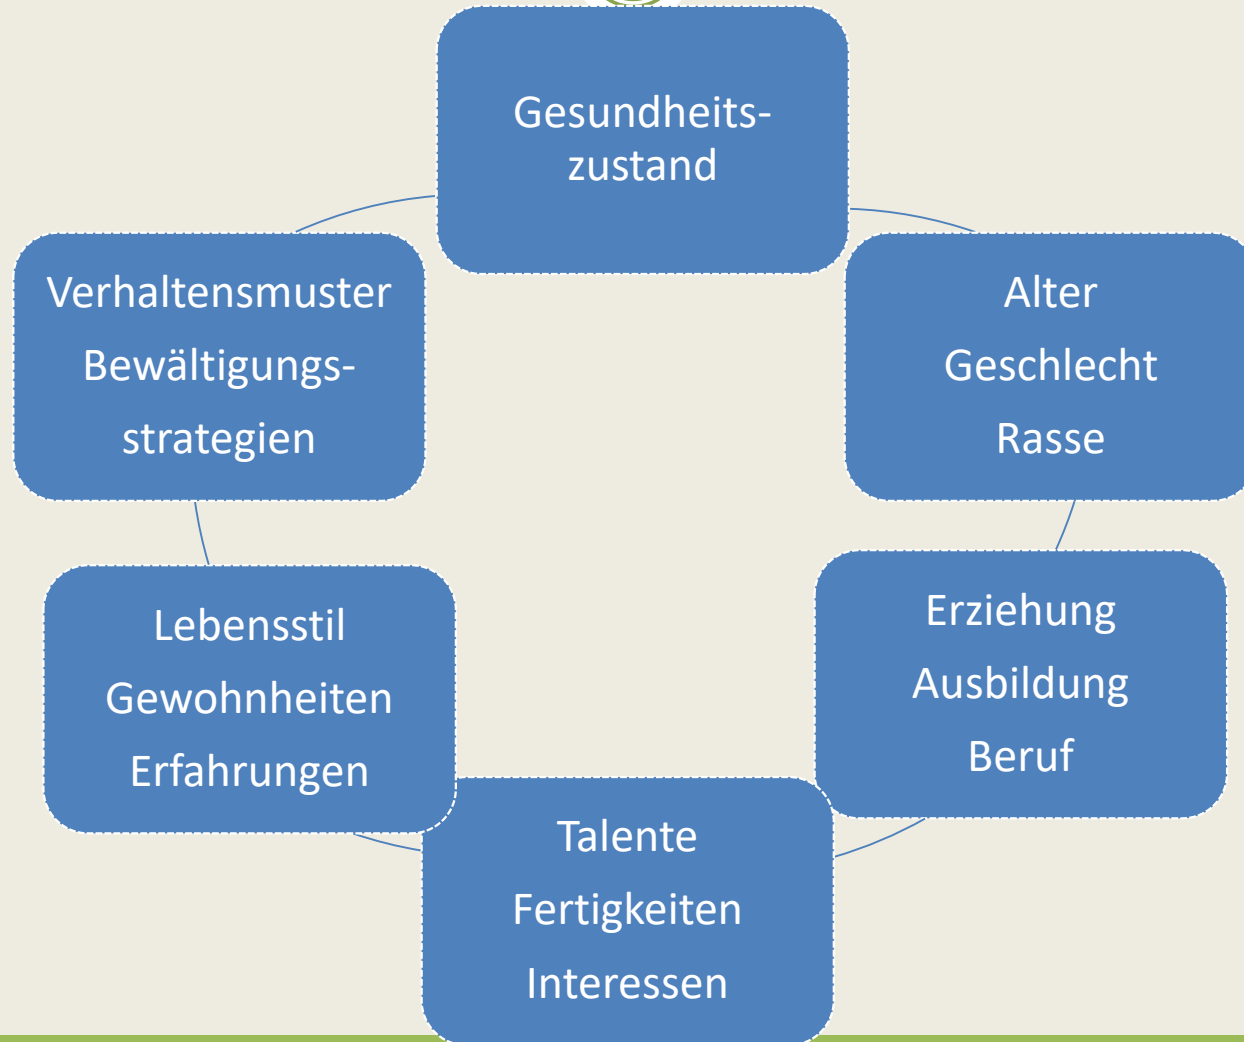 Gesundheits-
zustand
Alter
Geschlecht
Rasse
Erziehung
Ausbildung
Beruf
Talente
Fertigkeiten
Interessen
Lebensstil
Gewohnheiten
Erfahrungen
Verhaltensmuster
Bewältigungs-
strategien